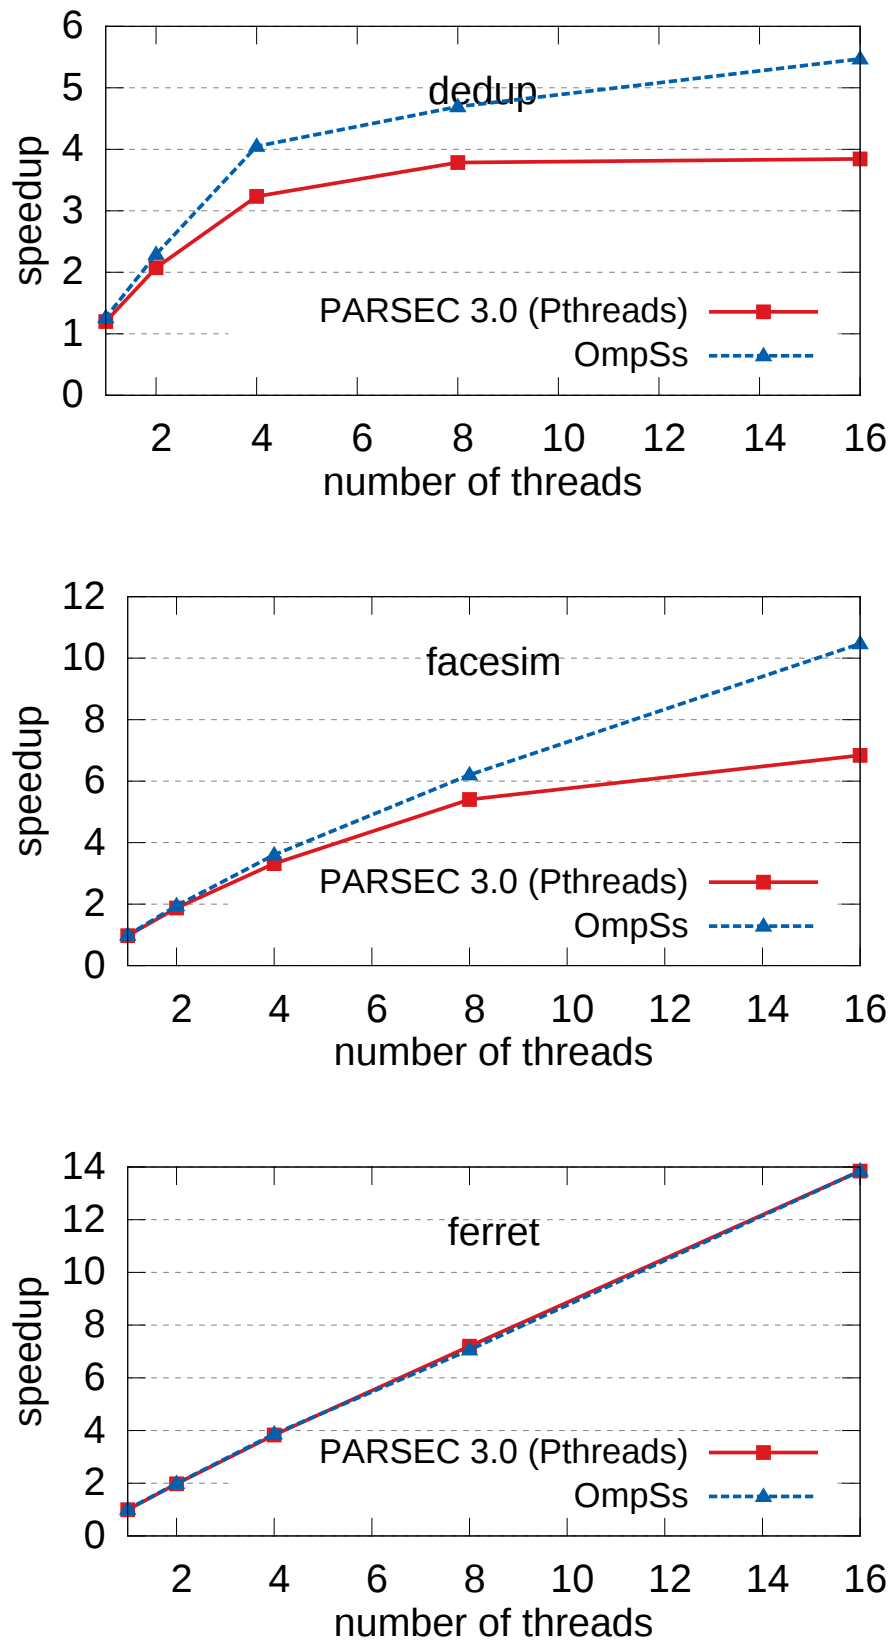 6
5
4
3
2
1
0
speedup
dedup
PARSEC 3.0 (Pthreads)
OmpSs
2 4 6 8 10 12 14 16
number of threads
12
10
8
6
4
2
0
speedup
facesim
PARSEC 3.0 (Pthreads)
OmpSs
2 4 6 8 10 12 14 16
number of threads
14
12
10
8
6
4
2
0
speedup
ferret
PARSEC 3.0 (Pthreads)
OmpSs
2 4 6 8 10 12 14 16
number of threads